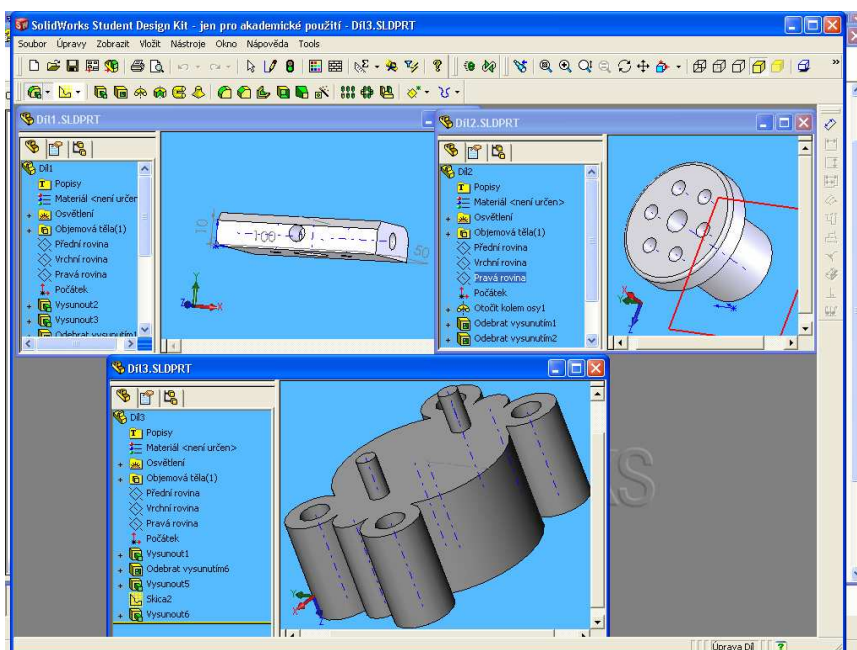 SolidWorks Student Design Kit - jen pro akademické použití - Díl3.SLDPRT
Soubor Úpravy Zobrazit Vložit Nástroje Okno Nápověda Tools
Díl1.SLDPRT
Díl1
Popisy
Materiál <není určen>
Osvětlení
Objemová těla(1)
Přední rovina
Vrchní rovina
Pravá rovina
Počátek
Vysunout2
Vysunout3
Odebrat vysunutím1
10
100
50
Y
Z
X
Díl2.SLDPRT
Díl2
Popisy
Materiál <není určen>
Osvětlení
Objemová těla(1)
Přední rovina
Vrchní rovina
Pravá rovina
Počátek
Otočit kolem osy1
Odebrat vysunutím1
Odebrat vysunutím2
Díl3.SLDPRT
Díl3
Popisy
Materiál <není určen>
Osvětlení
Objemová těla(1)
Přední rovina
Vrchní rovina
Pravá rovina
Počátek
Vysunout1
Odebrat vysunutím6
Vysunout5
Skica2
Vysunout6
KS
Úprava Díl